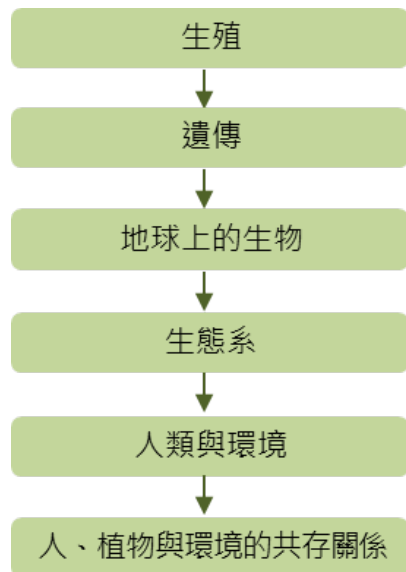 生殖
遺傳
地球上的生物
生態系
人類與環境
人、植物與環境的共存關係